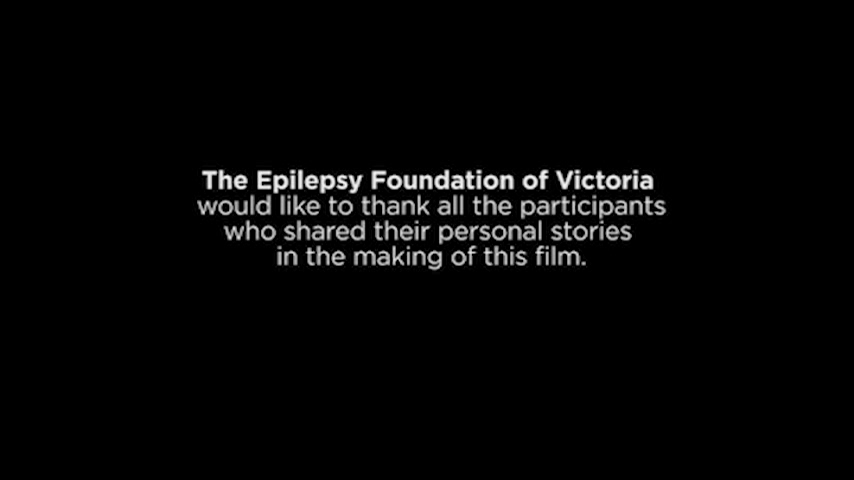 The Epilepsy Foundation of Victoria
would like to thank all the participants
who shared their personal stories
in the making of this film.